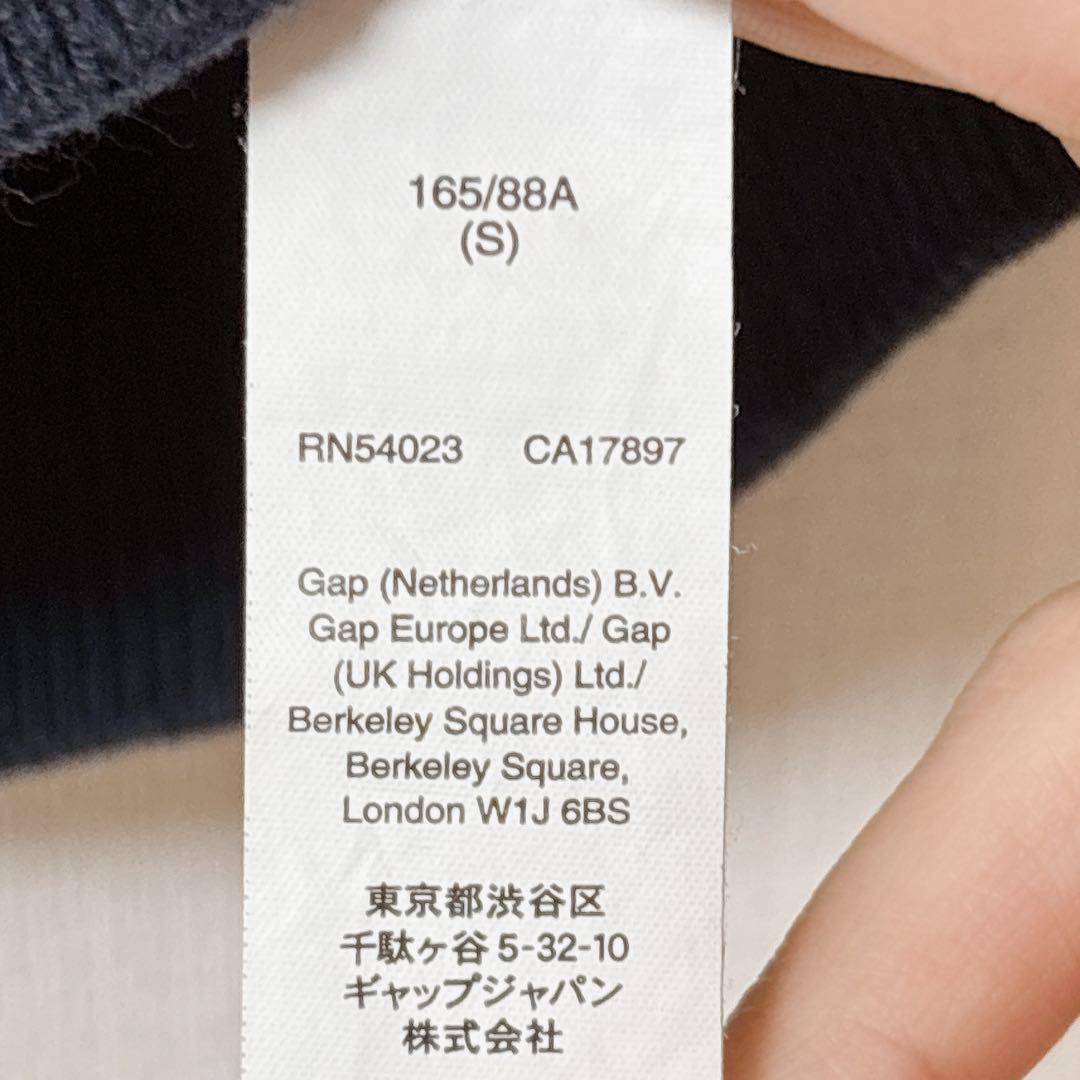 165/88A
(S)
RN54023 CA17897
Gap (Netherlands) B.V.
Gap Europe Ltd./ Gap
(UK Holdings) Ltd./
Berkeley Square House,
Berkeley Square,
London W1J 6BS
東京都渋谷区
千駄ヶ谷 5-32-10
ギャップジャパン
株式会社